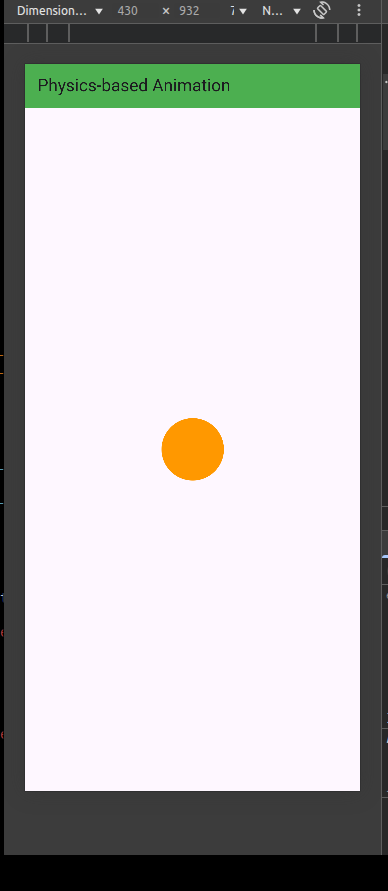 Dimension... 430 × 932 N...
Physics-based Animation